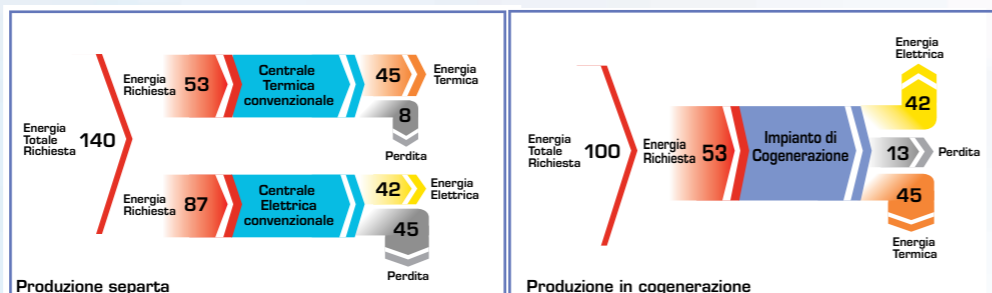 Energia
Totale
Richiesta
140
Energia
Richiesta
53
Centrale
Termica
convenzionale
45
Energia
Termica
8
Perdita
Energia
Richiesta
87
Centrale
Elettrica
convenzionale
42
Energia
Elettrica
45
Perdita
Produzione separta
Energia
Totale
Richiesta
100
Energia
Richiesta
53
Impianto di
Cogenerazione
Energia
Elettrica
42
13
Perdita
45
Energia
Termica
Produzione in cogenerazione